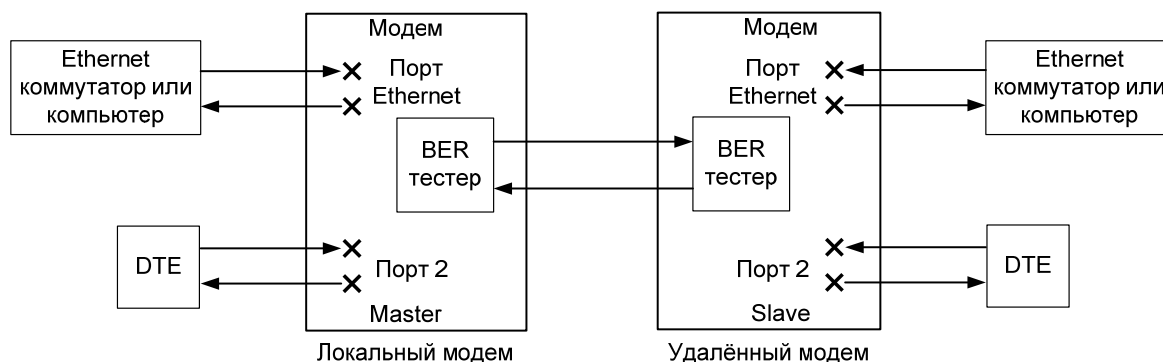 Модем
Модем
Ethernet
коммутатор или
компьютер
Порт
Ethernet
Порт
Ethernet
Ethernet
коммутатор или
компьютер
BER
тестер
BER
тестер
DTE
Порт 2
Порт 2
DTE
Master
Slave
Локальный модем
Удалённый модем